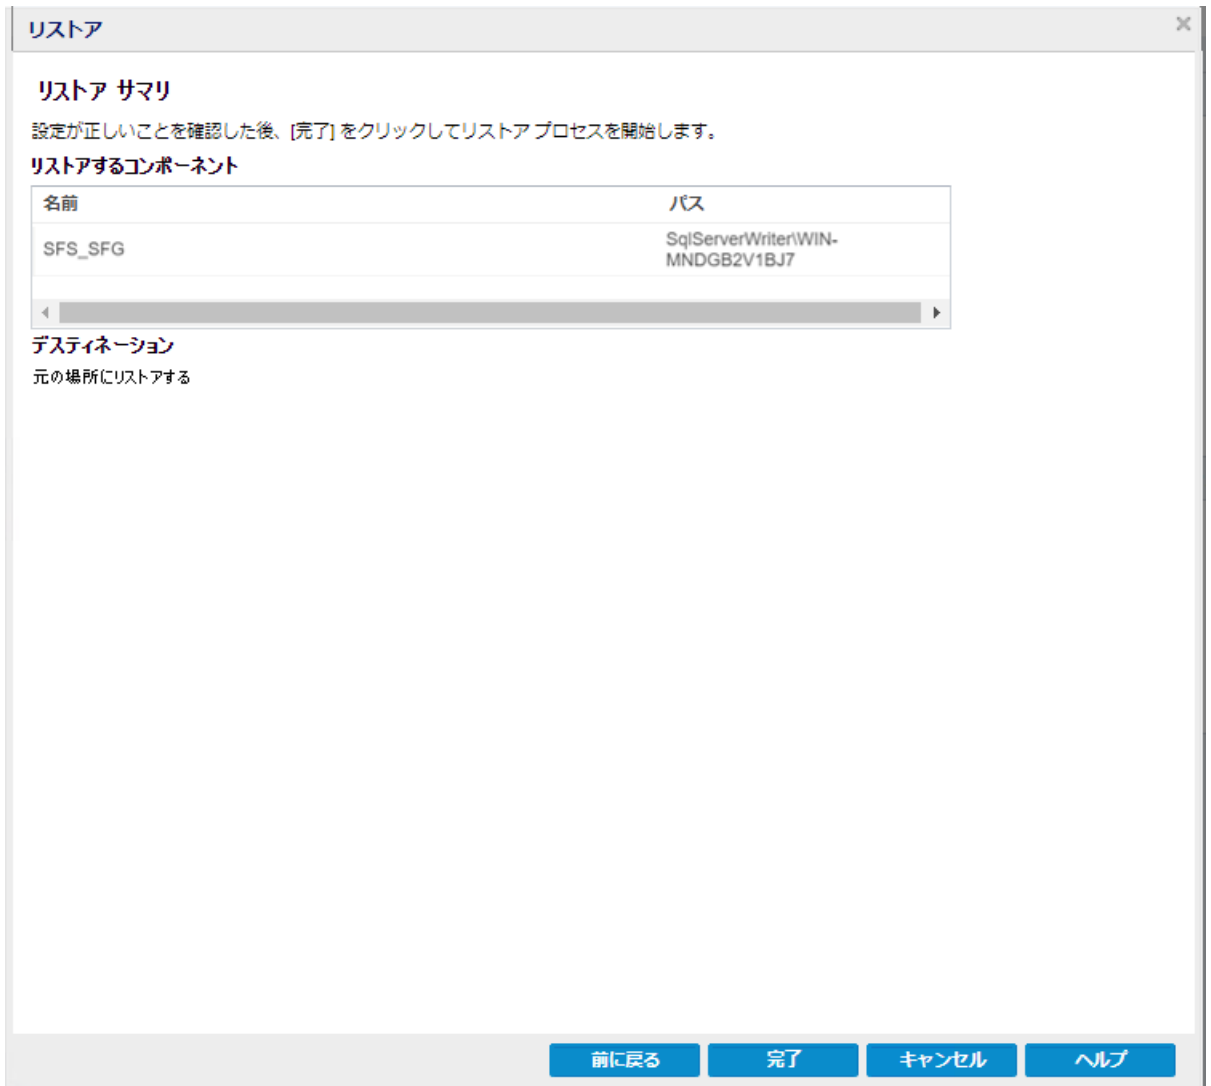 リストア
リストア サマリ
設定が正しいことを確認した後、[完了] をクリックしてリストア プロセスを開始します。
リストアするコンポーネント
名前 パス
SFS_SFG SqlServerWriter\WIN-
MNDGB2V1BJ7
デスティネーション
元の場所にリストアする
前に戻る 完了 キャンセル ヘルプ